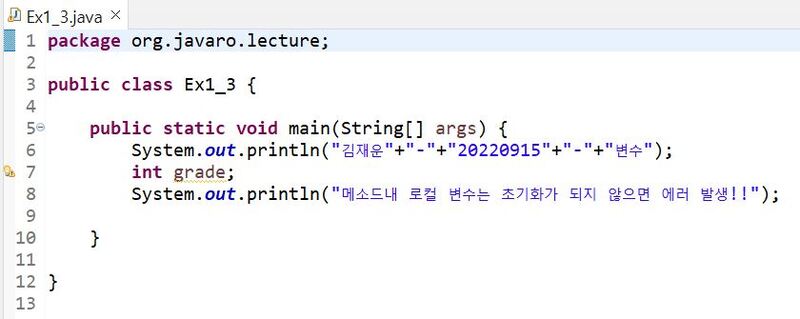 Ex1_3.java
1 package org.javaro.lecture;
2
3 public class Ex1_3 {
4
5 public static void main(String[] args) {
6 System.out.println("김재운"+"-"+"20220915"+"-"+"변수");
7 int grade;
8 System.out.println("메소드내 로컬 변수는 초기화가 되지 않으면 에러 발생!!");
9
10 }
11
12 }
13